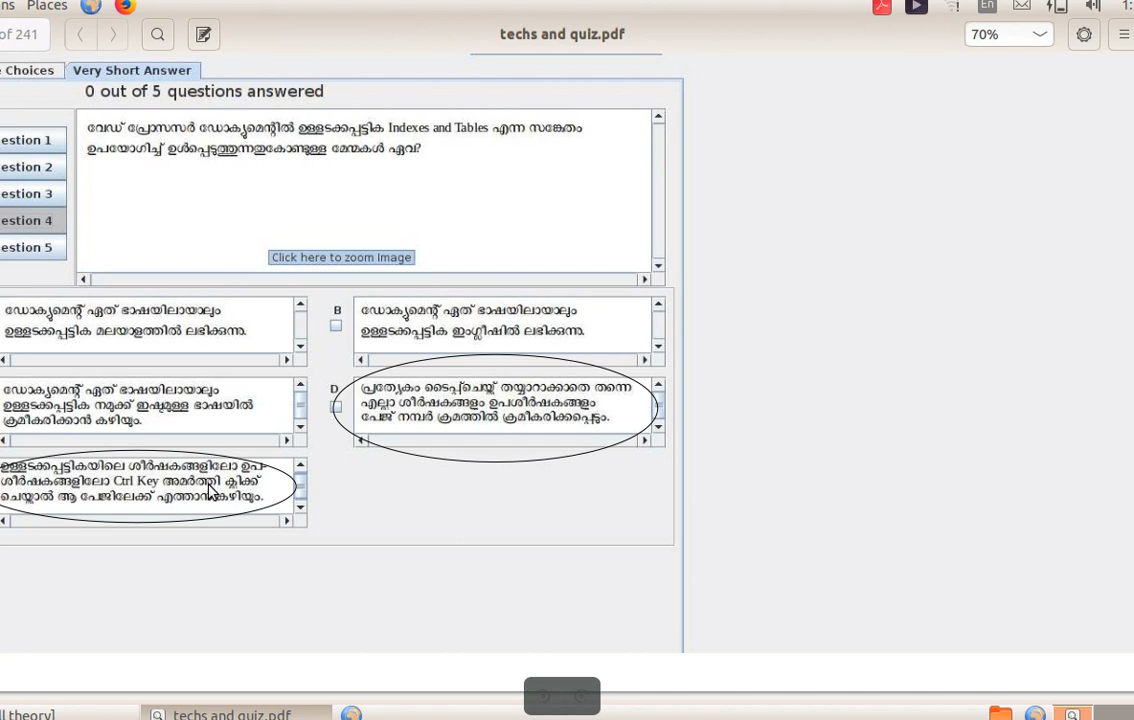 ns Places En 1:
of 241 techs and quiz.pdf 70%
Choices Very Short Answer
0 out of 5 questions answered
വേഡ് പ്രോസസർ ഡോക്യുമെന്റിൽ ഉള്ളടക്കപ്പട്ടിക Indexes and Tables എന്ന സങ്കേതം
ഉപയോഗിച്ച് ഉൾപ്പെടുത്തുന്നതുകൊണ്ടുള്ള മേന്മകൾ ഏവ?
estion 1
estion 2
estion 3
estion 4
estion 5
Click here to zoom Image
ഡോക്യുമെന്റ് ഏത് ഭാഷയിലായാലും
ഉള്ളടക്കപ്പട്ടിക മലയാളത്തിൽ ലഭിക്കുന്നു.
B
ഡോക്യുമെന്റ് ഏത് ഭാഷയിലായാലും
ഉള്ളടക്കപ്പട്ടിക ഇംഗ്ലീഷിൽ ലഭിക്കുന്നു.
ഡോക്യുമെന്റ് ഏത് ഭാഷയിലായാലും
ഉള്ളടക്കപ്പട്ടിക നമുക്ക് ഇഷ്ടമുള്ള ഭാഷയിൽ
ക്രമീകരിക്കാൻ കഴിയും.
D
പ്രത്യേകം ടൈപ്പ്ചെയ്ത് തയ്യാറാക്കാതെ തന്നെ
എല്ലാ ശീർഷകങ്ങളും ഉപശീർഷകങ്ങളും
പേജ് നമ്പർ ക്രമത്തിൽ ക്രമീകരിക്കപ്പെടും.
ഉള്ളടക്കപ്പട്ടികയിലെ ശീർഷകങ്ങളിലോ ഉപ-
ശീർഷകങ്ങളിലോ Ctrl Key അമർത്തി ക്ലിക്ക്
ചെയ്താൽ ആ പേജിലേക്ക് എത്താൻ കഴിയും.
ll theory] techs and quiz.pdf